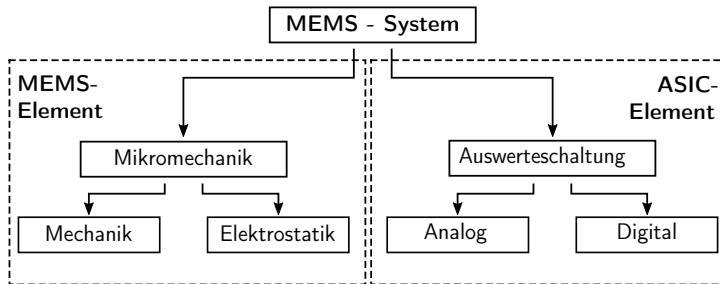 MEMS - System
MEMS-
Element
ASIC-
Element
Mikromechanik
Auswerteschaltung
Mechanik
Elektrostatik
Analog
Digital